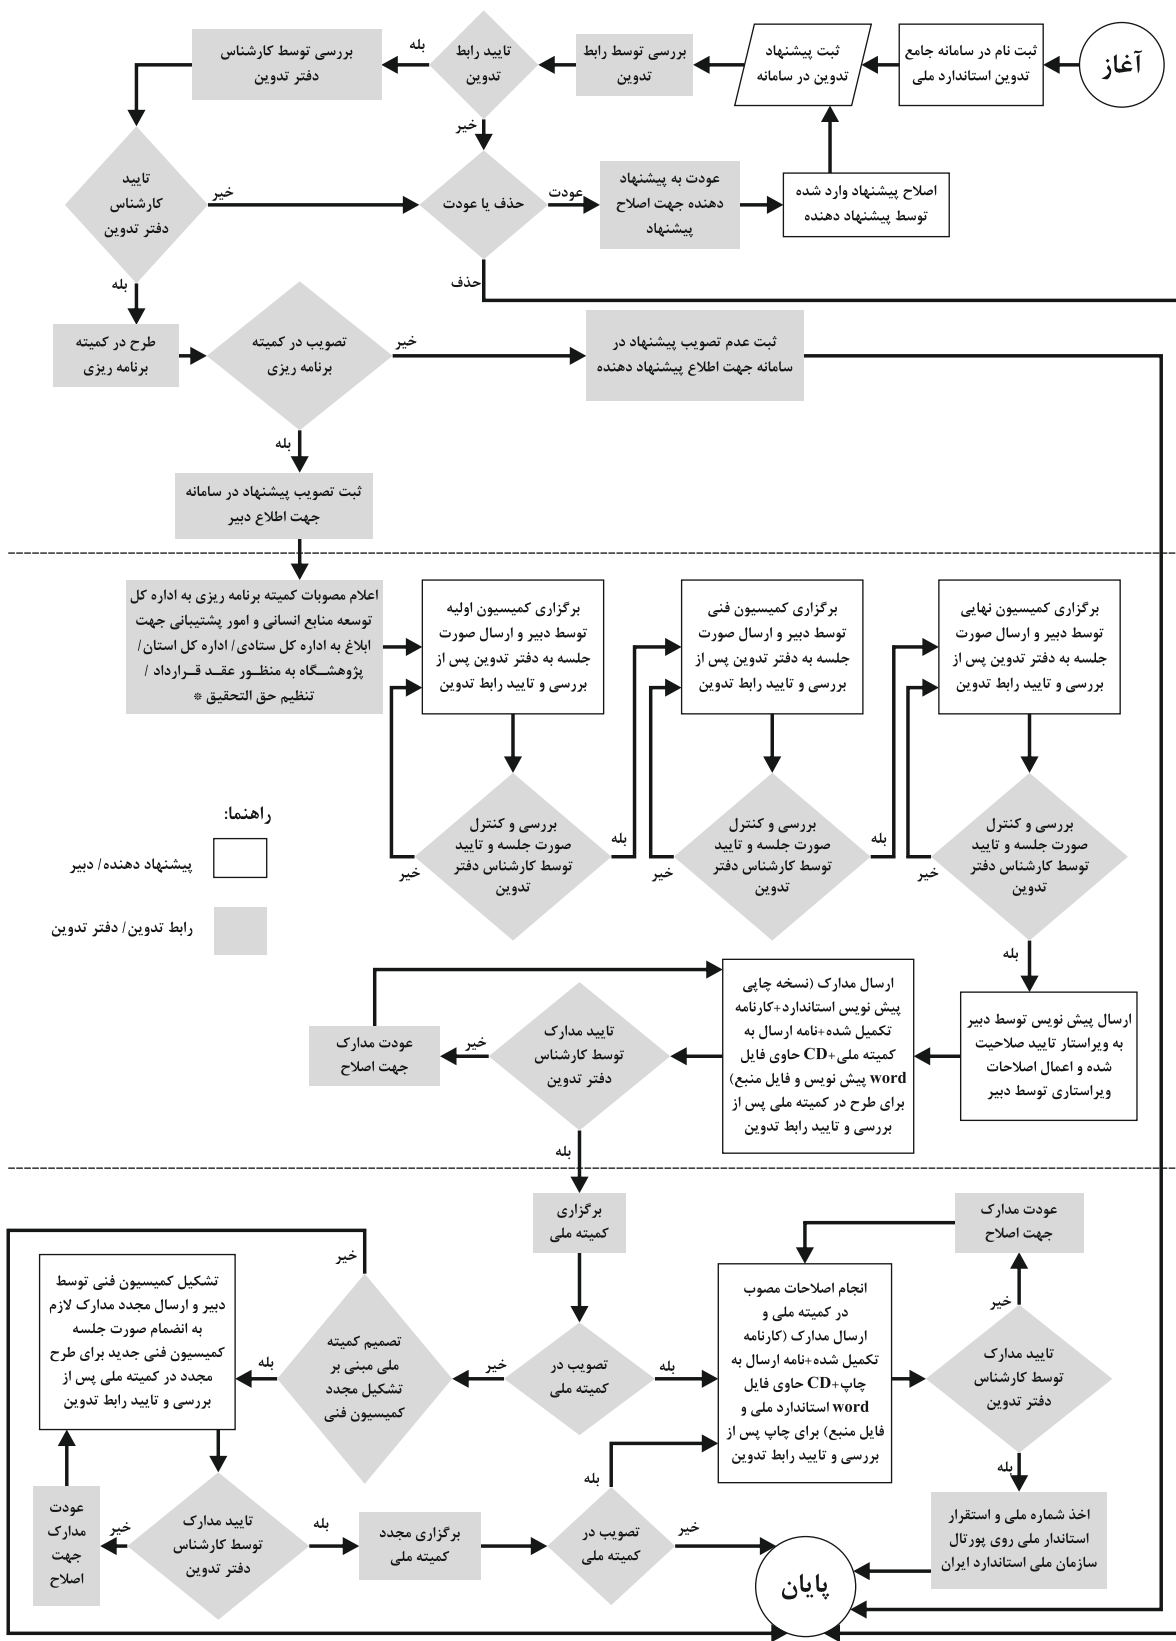 آغاز
ثبت نام در سامانه جامع
تدوین استاندارد ملی
ثبت پیشنهاد
تدوین در سامانه
بررسی توسط رابط
تدوین
تایید رابط
تدوین
بله
خیر
بررسی توسط کارشناس
دفتر تدوین
تایید
کارشناس
دفتر تدوین
خیر
بله
حذف یا عودت
عودت
حذف
عودت به پیشنهاد
دهنده جهت اصلاح
پیشنهاد
اصلاح پیشنهاد وارد شده
توسط پیشنهاد دهنده
طرح در کمیته
برنامه ریزی
تصویب در کمیته
برنامه ریزی
خیر
بله
ثبت عدم تصویب پیشنهاد در
سامانه جهت اطلاع پیشنهاد دهنده
ثبت تصویب پیشنهاد در سامانه
جهت اطلاع دبیر
اعلام مصوبات کمیته برنامه ریزی به اداره کل
توسعه منابع انسانی و امور پشتیبانی جهت
ابلاغ به اداره کل ستادی/ اداره کل استان/
پژوهشگاه به منظور عقد قرارداد /
تنظیم حق التحقیق *
برگزاری کمیسیون اولیه
توسط دبیر و ارسال صورت
جلسه به دفتر تدوین پس از
بررسی و تایید رابط تدوین
برگزاری کمیسیون فنی
توسط دبیر و ارسال صورت
جلسه به دفتر تدوین پس از
بررسی و تایید رابط تدوین
برگزاری کمیسیون نهایی
توسط دبیر و ارسال صورت
جلسه به دفتر تدوین پس از
بررسی و تایید رابط تدوین
بررسی و کنترل
صورت جلسه و تایید
توسط کارشناس دفتر
تدوین
خیر
بله
بررسی و کنترل
صورت جلسه و تایید
توسط کارشناس دفتر
تدوین
خیر
بله
بررسی و کنترل
صورت جلسه و تایید
توسط کارشناس دفتر
تدوین
خیر
بله
راهنما:
پیشنهاد دهنده/ دبیر
رابط تدوین/ دفتر تدوین
ارسال پیش نویس توسط دبیر
به ویراستار تایید صلاحیت
شده و اعمال اصلاحات
ویراستاری توسط دبیر
ارسال مدارک (نسخه چاپی
پیش نویس استاندارد+کارنامه
تکمیل شده+نامه ارسال به
کمیته ملی+CD حاوی فایل
word پیش نویس و فایل منبع)
برای طرح در کمیته ملی پس از
بررسی و تایید رابط تدوین
تایید مدارک
توسط کارشناس
دفتر تدوین
خیر
بله
عودت مدارک
جهت اصلاح
برگزاری
کمیته ملی
تصویب در
کمیته ملی
بله
خیر
انجام اصلاحات مصوب
در کمیته ملی و
ارسال مدارک (کارنامه
تکمیل شده+نامه ارسال به
چاپ+CD حاوی فایل
word استاندارد ملی و
فایل منبع) برای چاپ پس از
بررسی و تایید رابط تدوین
عودت مدارک
جهت اصلاح
خیر
تایید مدارک
توسط کارشناس
دفتر تدوین
بله
اخذ شماره ملی و استقرار
استاندار ملی روی پورتال
سازمان ملی استاندارد ایران
تصمیم کمیته
ملی مبنی بر
تشکیل مجدد
کمیسیون فنی
خیر
بله
تشکیل کمیسیون فنی توسط
دبیر و ارسال مجدد مدارک لازم
به انضمام صورت جلسه
کمیسیون فنی جدید برای طرح
مجدد در کمیته ملی پس از
بررسی و تایید رابط تدوین
تایید مدارک
توسط کارشناس
دفتر تدوین
خیر
بله
عودت
مدارک
جهت
اصلاح
برگزاری مجدد
کمیته ملی
تصویب در
کمیته ملی
بله
خیر
پایان